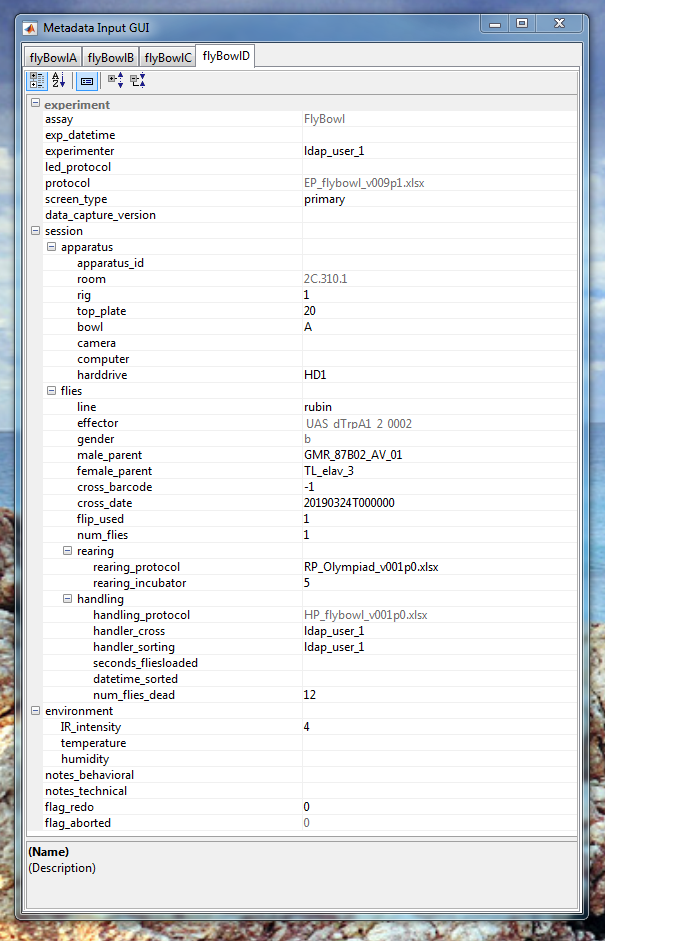 Metadata Input GUI
flyBowlA flyBowlB flyBowlC flyBowlD
experiment
assay FlyBowl
exp_datetime
experimenter ldap_user_1
led_protocol
protocol EP_flybowl_v009p1.xlsx
screen_type primary
data_capture_version
session
apparatus
apparatus_id
room 2C.310.1
rig 1
top_plate 20
bowl A
camera
computer
harddrive HD1
flies
line rubin
effector UAS_dTrpA1_2_0002
gender b
male_parent GMR_87B02_AV_01
female_parent TL_elav_3
cross_barcode -1
cross_date 20190324T000000
flip_used 1
num_flies 1
rearing
rearing_protocol RP_Olympiad_v001p0.xlsx
rearing_incubator 5
handling
handling_protocol HP_flybowl_v001p0.xlsx
handler_cross ldap_user_1
handler_sorting ldap_user_1
seconds_fliesloaded
datetime_sorted
num_flies_dead 12
environment
IR_intensity 4
temperature
humidity
notes_behavioral
notes_technical
flag_redo 0
flag_aborted 0
(Name)
(Description)